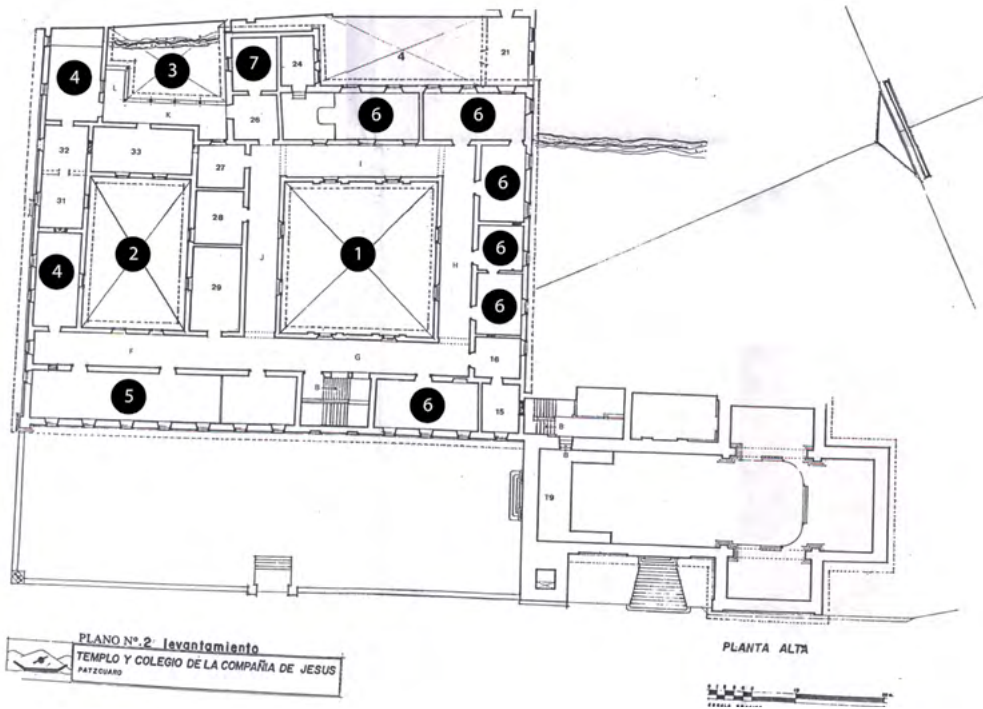 4
3
7
24
4
21
L
K
26
6
6
32
33
27
I
6
31
28
2
J
1
H
6
4
29
6
F
G
16
5
B
6
15
B
B
19
PLANO Nº.2 levantamiento
TEMPLO Y COLEGIO DE LA COMPAÑIA DE JESUS
PATZCUARO
PLANTA ALTA